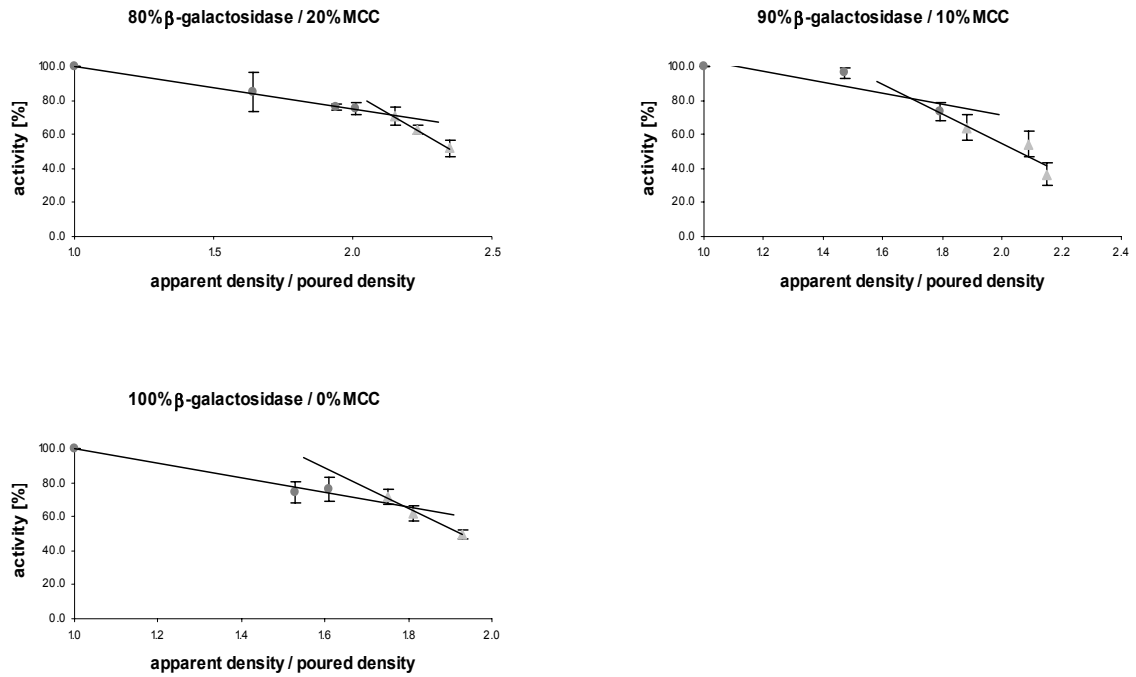 80%β-galactosidase / 20%MCC
100.0
80.0
60.0
40.0
20.0
0.0
activity [%]
1.0 1.5 2.0 2.5
apparent density / poured density
90%β-galactosidase / 10%MCC
100.0
80.0
60.0
40.0
20.0
0.0
activity [%]
1.0 1.2 1.4 1.6 1.8 2.0 2.2 2.4
apparent density / poured density
100%β-galactosidase / 0%MCC
100.0
80.0
60.0
40.0
20.0
0.0
activity [%]
1.0 1.2 1.4 1.6 1.8 2.0
apparent density / poured density